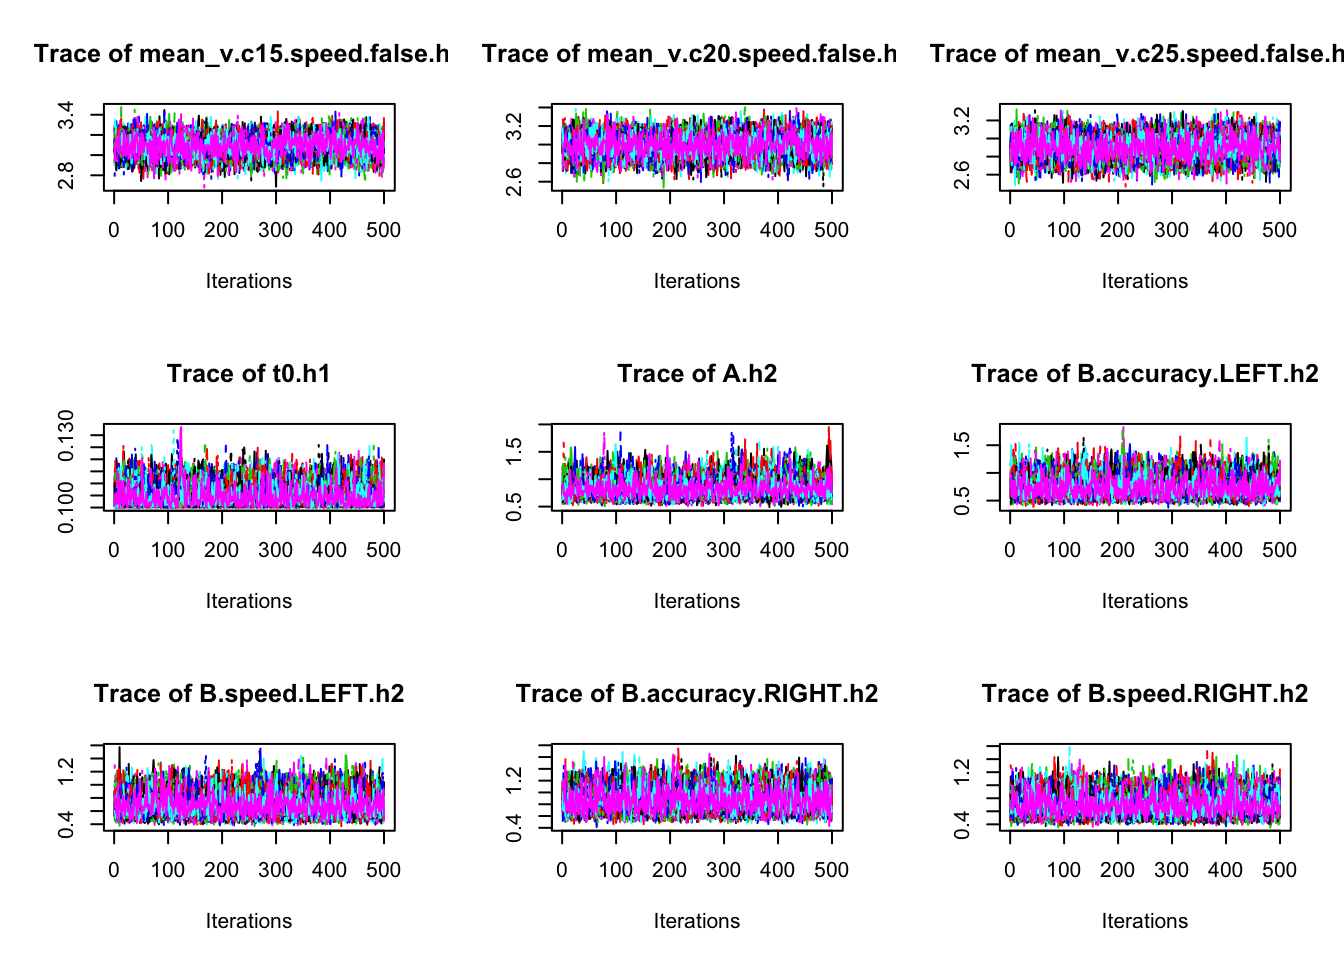 Trace of mean_v.c15.speed.false.h
Trace of mean_v.c20.speed.false.h
Trace of mean_v.c25.speed.false.h
3.4
2.8
0 100 200 300 400 500
Iterations
3.2
2.6
0 100 200 300 400 500
Iterations
3.2
2.6
0 100 200 300 400 500
Iterations
Trace of t0.h1
Trace of A.h2
Trace of B.accuracy.LEFT.h2
0.130
0.100
0 100 200 300 400 500
Iterations
1.5
0.5
0 100 200 300 400 500
Iterations
1.5
0.5
0 100 200 300 400 500
Iterations
Trace of B.speed.LEFT.h2
Trace of B.accuracy.RIGHT.h2
Trace of B.speed.RIGHT.h2
1.2
0.4
0 100 200 300 400 500
Iterations
1.2
0.4
0 100 200 300 400 500
Iterations
1.2
0.4
0 100 200 300 400 500
Iterations